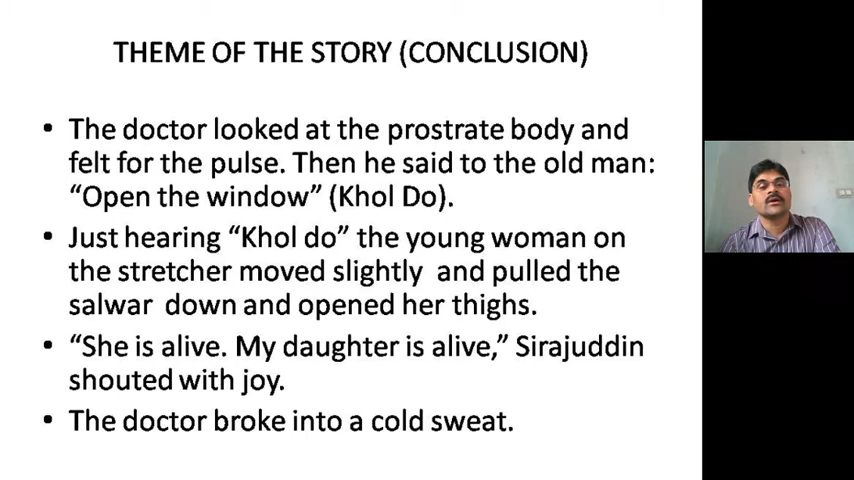 THEME OF THE STORY (CONCLUSION)
• The doctor looked at the prostrate body and
felt for the pulse. Then he said to the old man:
“Open the window” (Khol Do).
• Just hearing “Khol do” the young woman on
the stretcher moved slightly and pulled the
salwar down and opened her thighs.
• “She is alive. My daughter is alive,” Sirajuddin
shouted with joy.
• The doctor broke into a cold sweat.